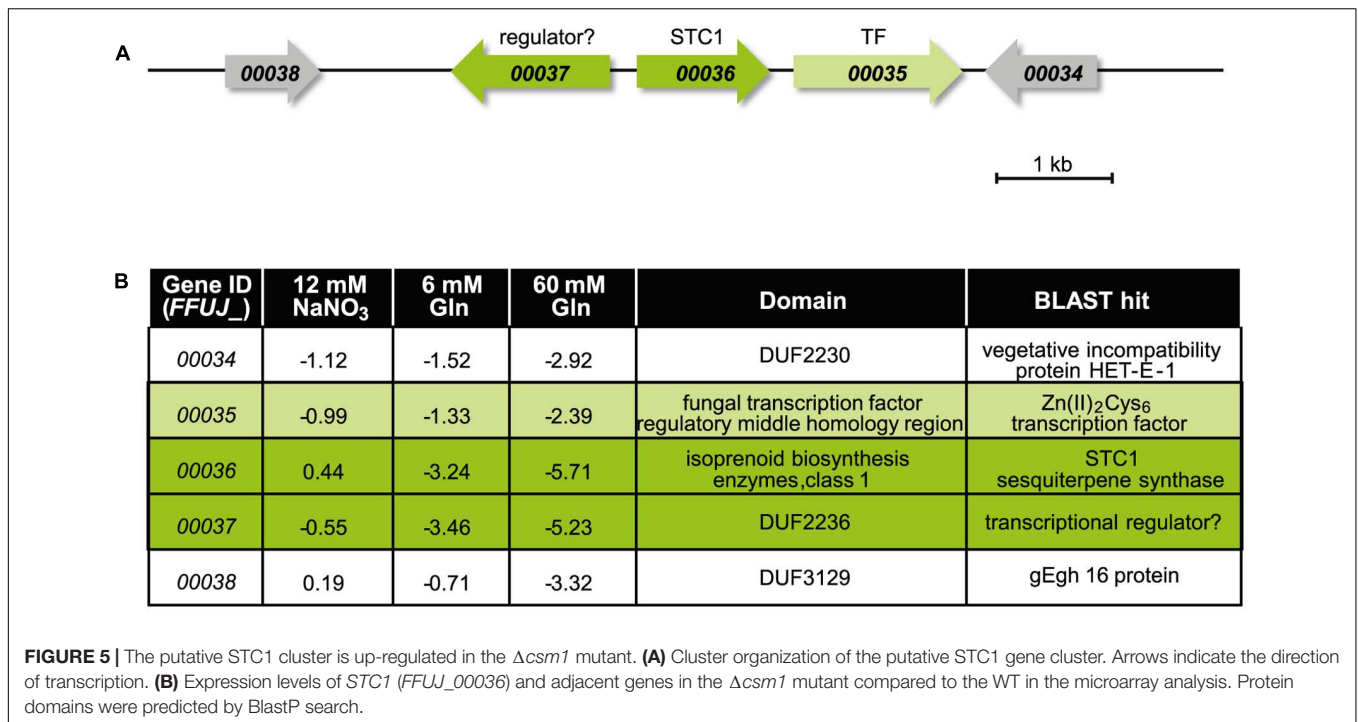 A
regulator? STC1 TF
00038 00037 00036 00035 00034
1 kb
B
Gene ID (FFUJ_) 12 mM NaNO₃ 6 mM Gln 60 mM Gln Domain BLAST hit
00034 -1.12 -1.52 -2.92 DUF2230 vegetative incompatibility protein HET-E-1
00035 -0.99 -1.33 -2.39 fungal transcription factor regulatory middle homology region Zn(II)₂Cys₆ transcription factor
00036 0.44 -3.24 -5.71 isoprenoid biosynthesis enzymes,class 1 STC1 sesquiterpene synthase
00037 -0.55 -3.46 -5.23 DUF2236 transcriptional regulator?
00038 0.19 -0.71 -3.32 DUF3129 gEgh 16 protein
FIGURE 5 | The putative STC1 cluster is up-regulated in the Δcsm1 mutant. (A) Cluster organization of the putative STC1 gene cluster. Arrows indicate the direction
of transcription. (B) Expression levels of STC1 (FFUJ_00036) and adjacent genes in the Δcsm1 mutant compared to the WT in the microarray analysis. Protein
domains were predicted by BlastP search.